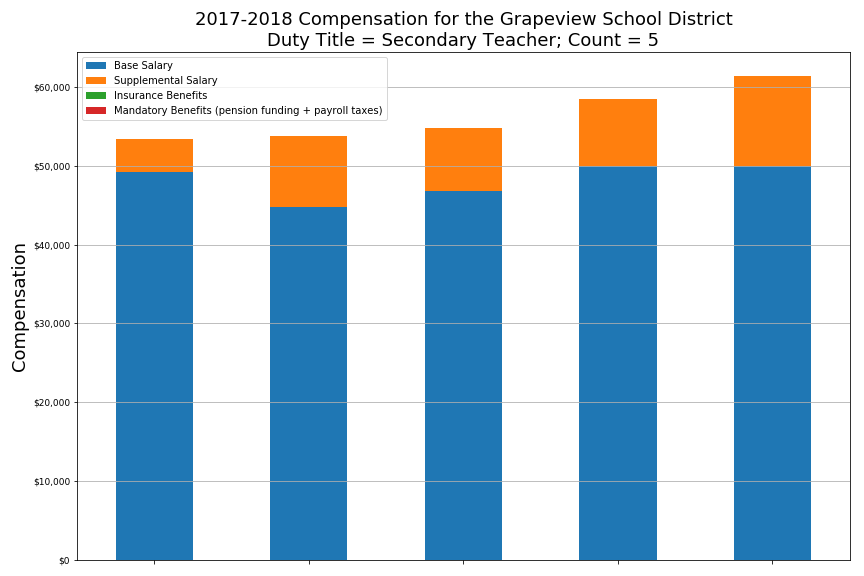 2017-2018 Compensation for the Grapeview School District
Duty Title = Secondary Teacher; Count = 5
Base Salary
Supplemental Salary
Insurance Benefits
Mandatory Benefits (pension funding + payroll taxes)
$60,000
$50,000
$40,000
$30,000
$20,000
$10,000
$0
Compensation